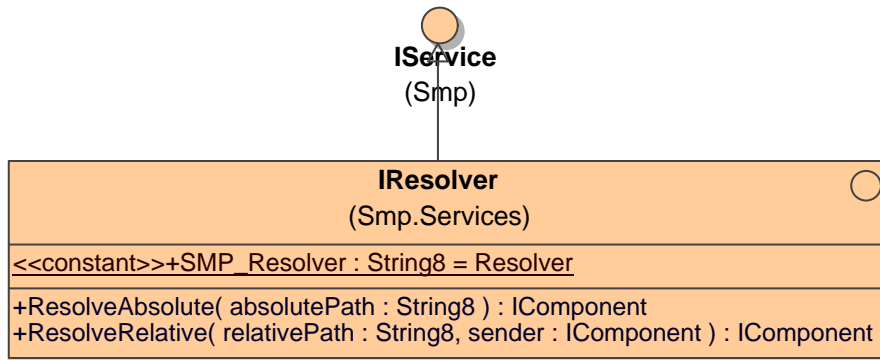 IService
(Smp)
IResolver
(Smp.Services)
<<constant>>+SMP_Resolver : String8 = Resolver
+ResolveAbsolute( absolutePath : String8 ) : IComponent
+ResolveRelative( relativePath : String8, sender : IComponent ) : IComponent